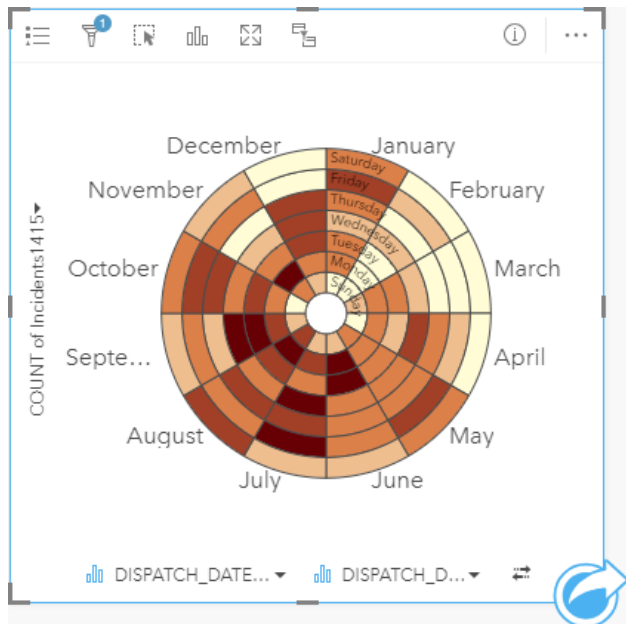 1
December
January
November
February
October
March
Septe...
April
August
May
July
June
Saturday
Friday
Thursday
Wednesday
Tuesday
Monday
Sunday
COUNT of Incidents1415
DISPATCH_DATE...
DISPATCH_D...